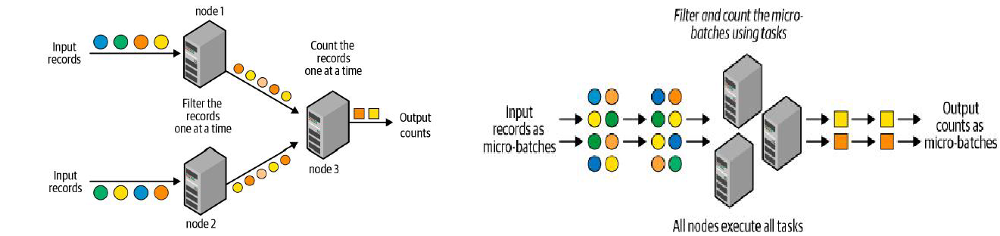 node 1
Input
records
Count the
records
one at a time
Filter the
records
one at a time
Output
counts
node 3
Input
records
node 2
Filter and count the micro-
batches using tasks
Input
records as
micro-batches
Output
counts as
micro-batches
All nodes execute all tasks